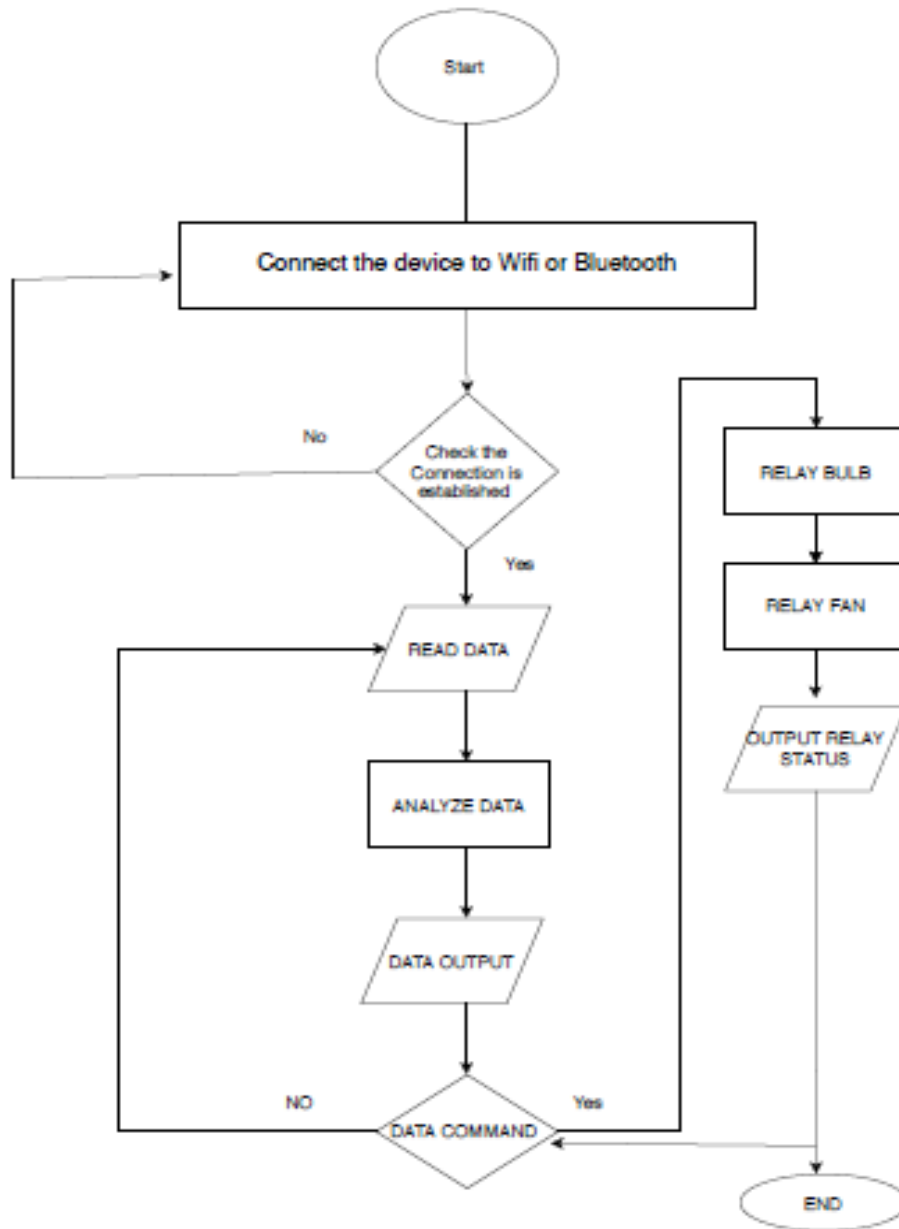 Start
Connect the device to Wifi or Bluetooth
No
Check the
Connection is
established
Yes
READ DATA
ANALYZE DATA
DATA OUTPUT
NO
DATA COMMAND
Yes
RELAY BULB
RELAY FAN
OUTPUT RELAY
STATUS
END